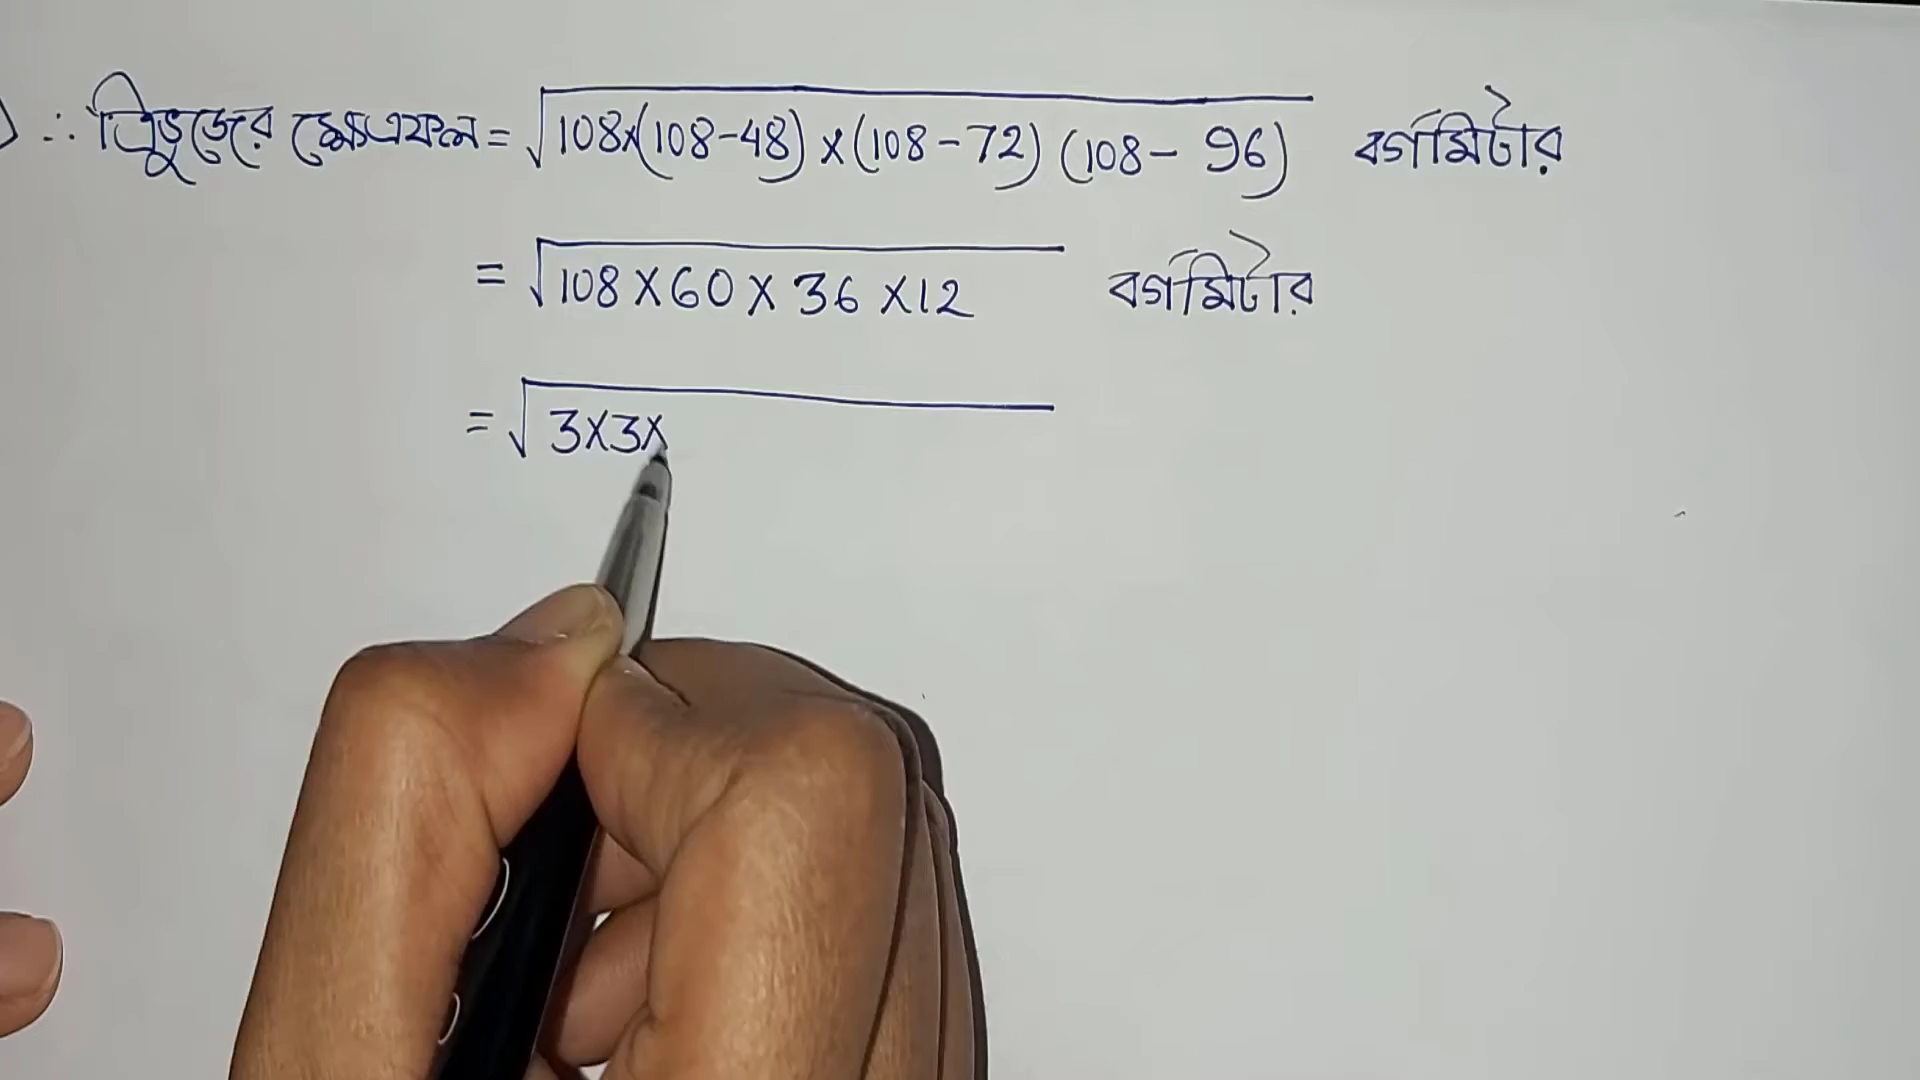 ∴ ত্রিভুজের ক্ষেত্রফল = √108×(108-48)×(108-72)(108-96) বর্গমিটার
= √108×60×36×12 বর্গমিটার
= √3×3×